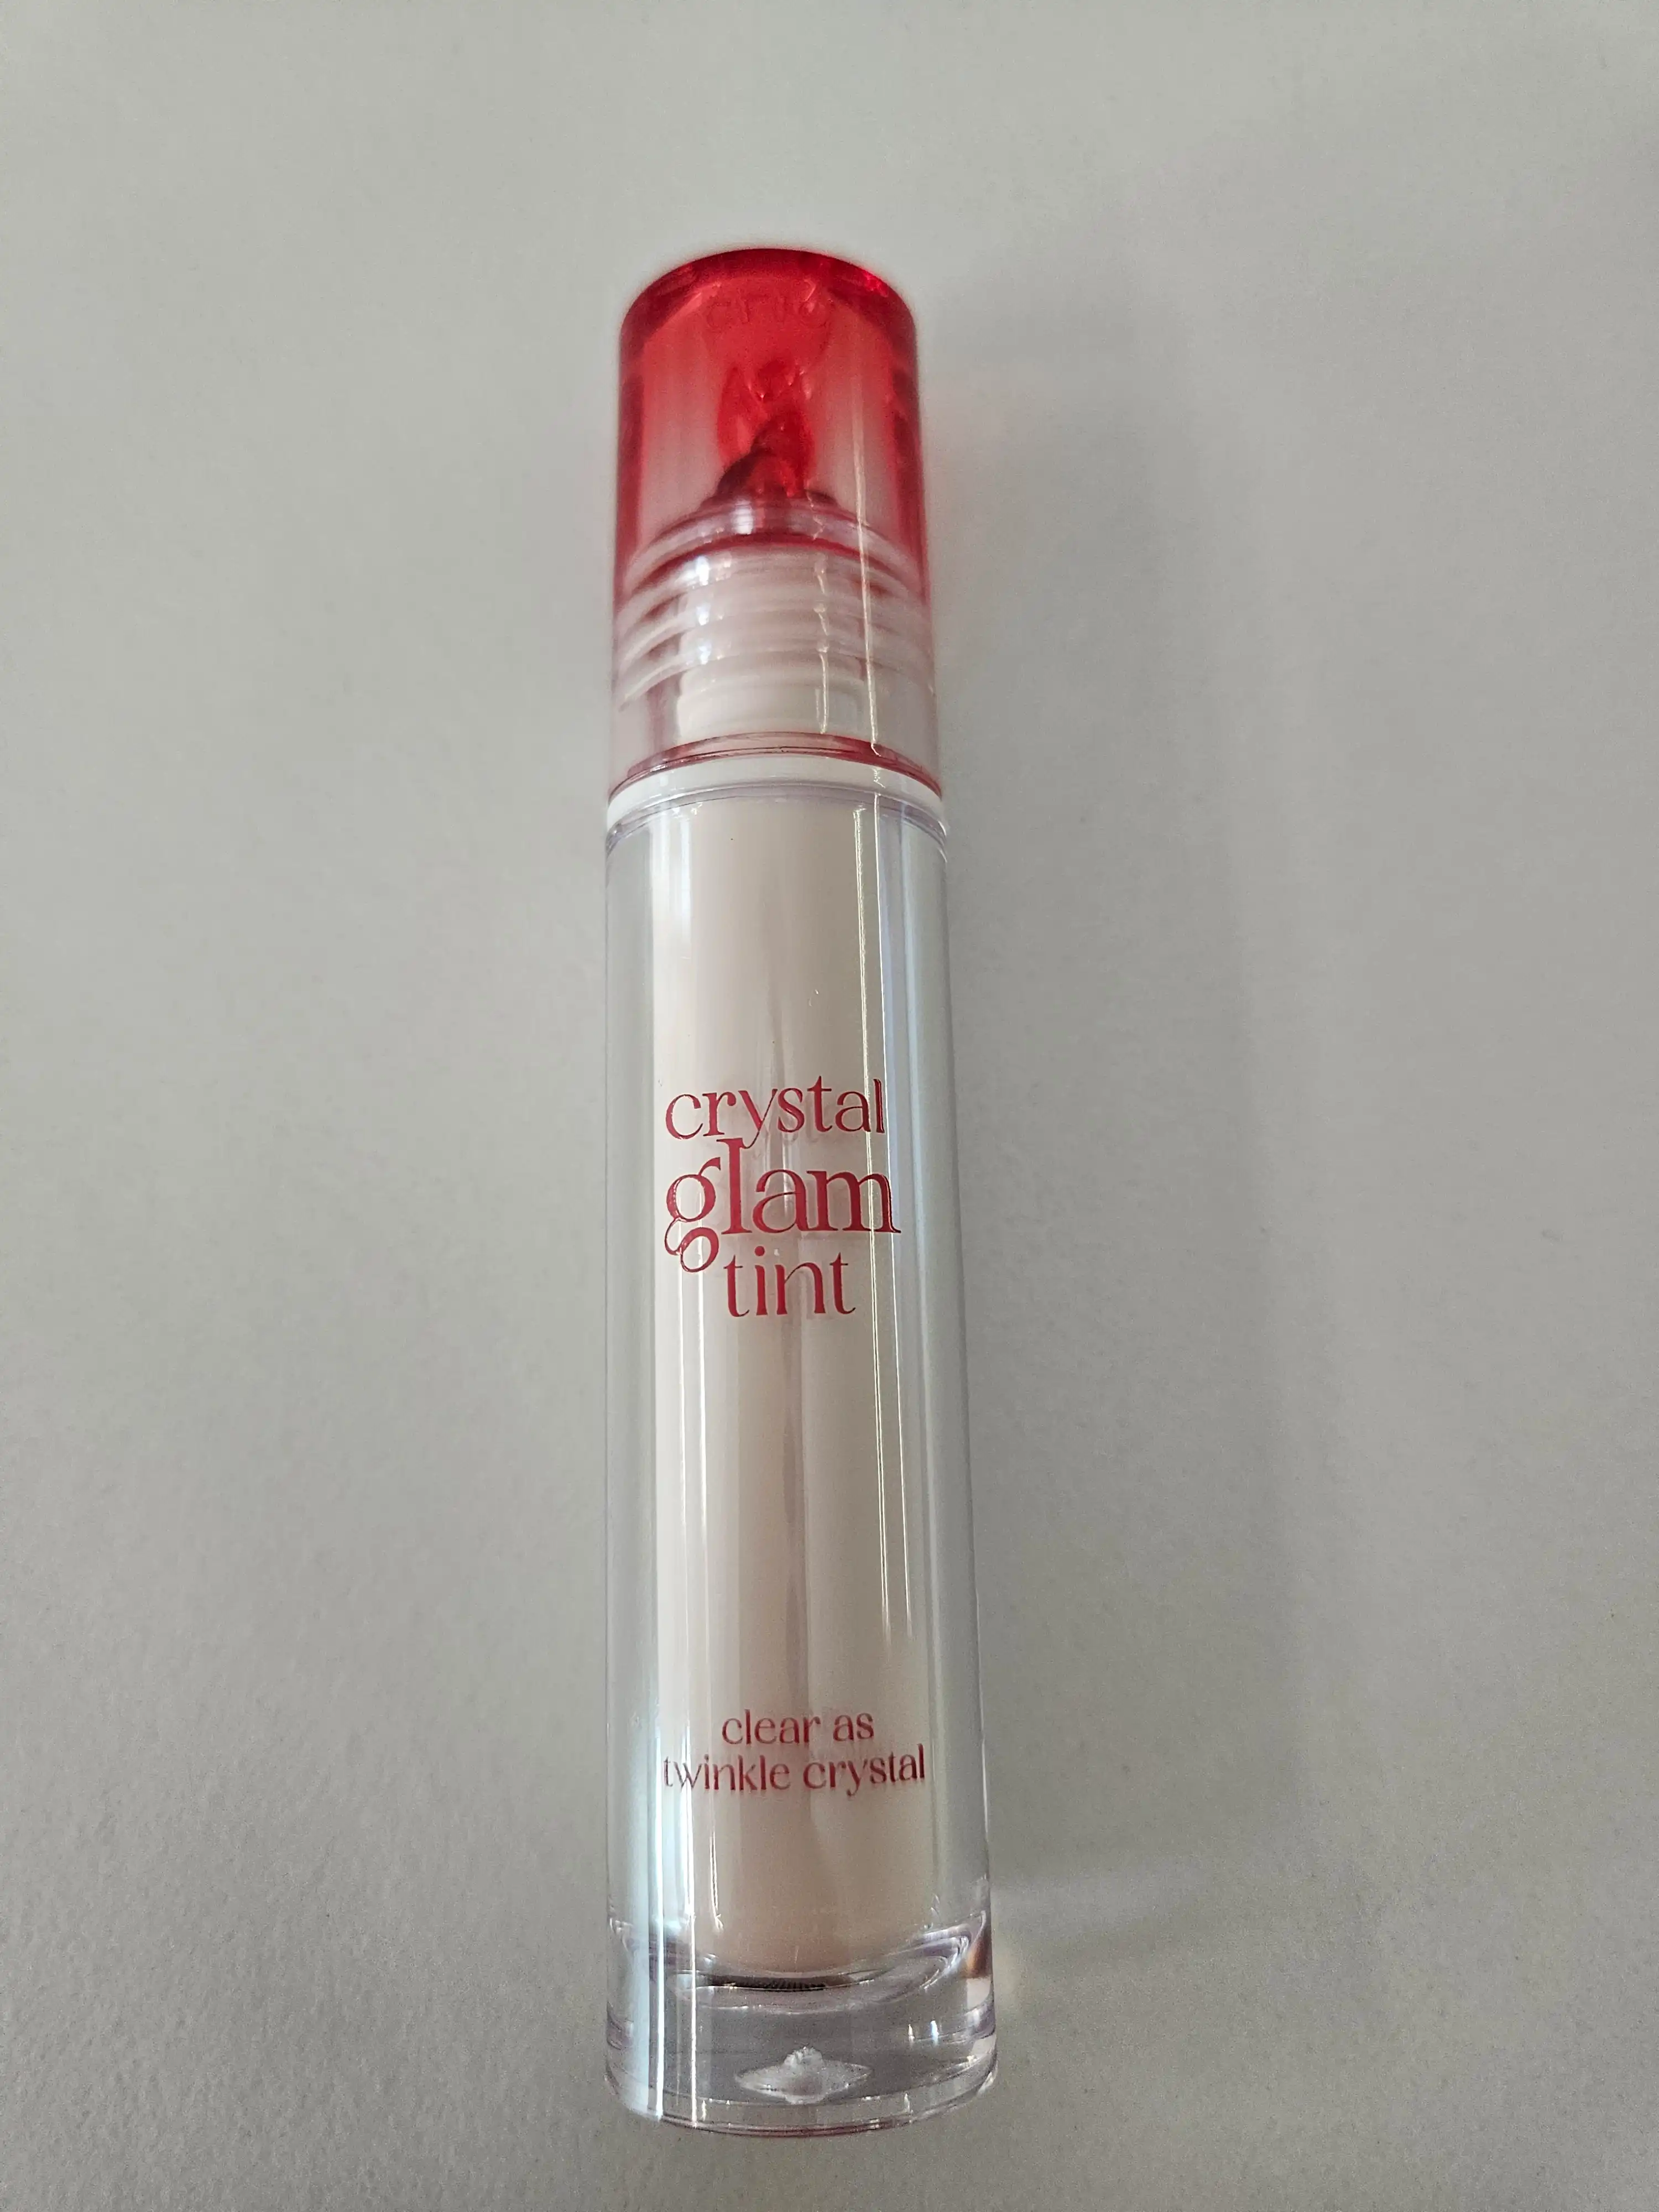 crystal
glam
tint
clear as
twinkle crystal